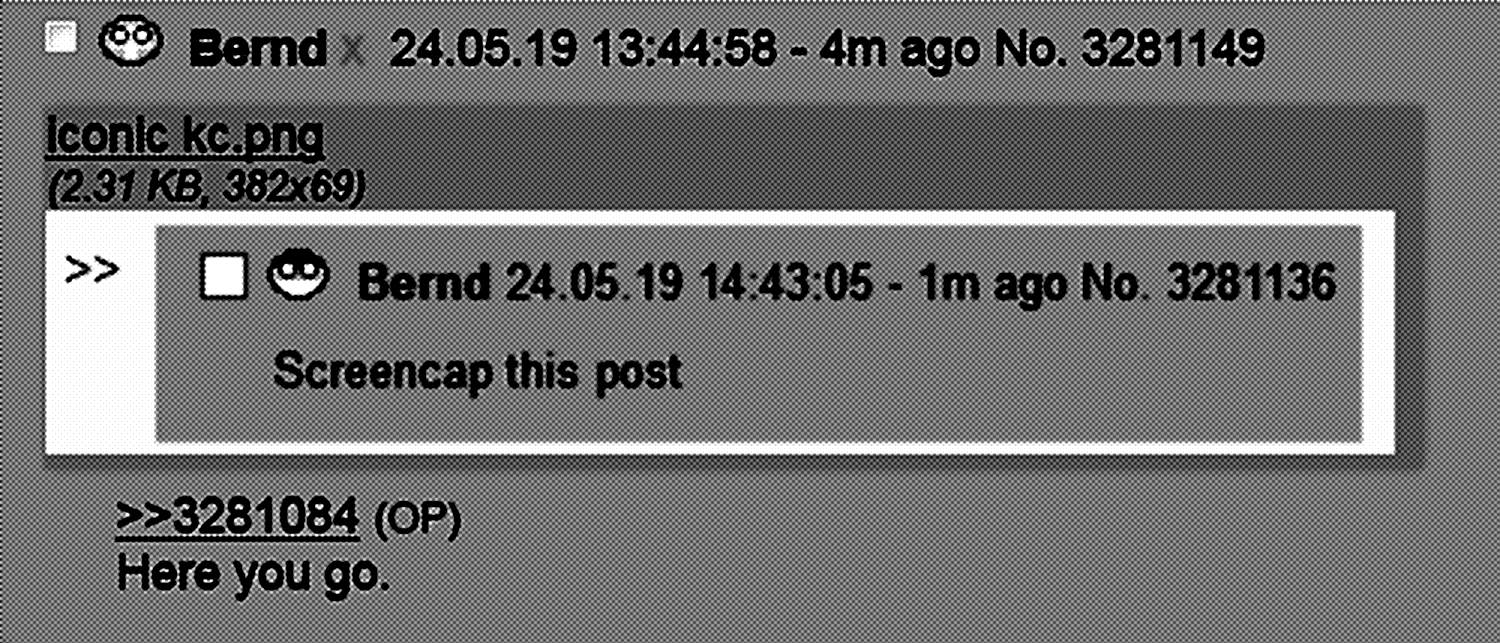 Bernd x 24.05.19 13:44:58 - 4m ago No. 3281149
iconic kc.png
(2.31 KB, 382x69)
>> Bernd 24.05.19 14:43:05 - 1m ago No. 3281136
Screencap this post
>>3281084 (OP)
Here you go.